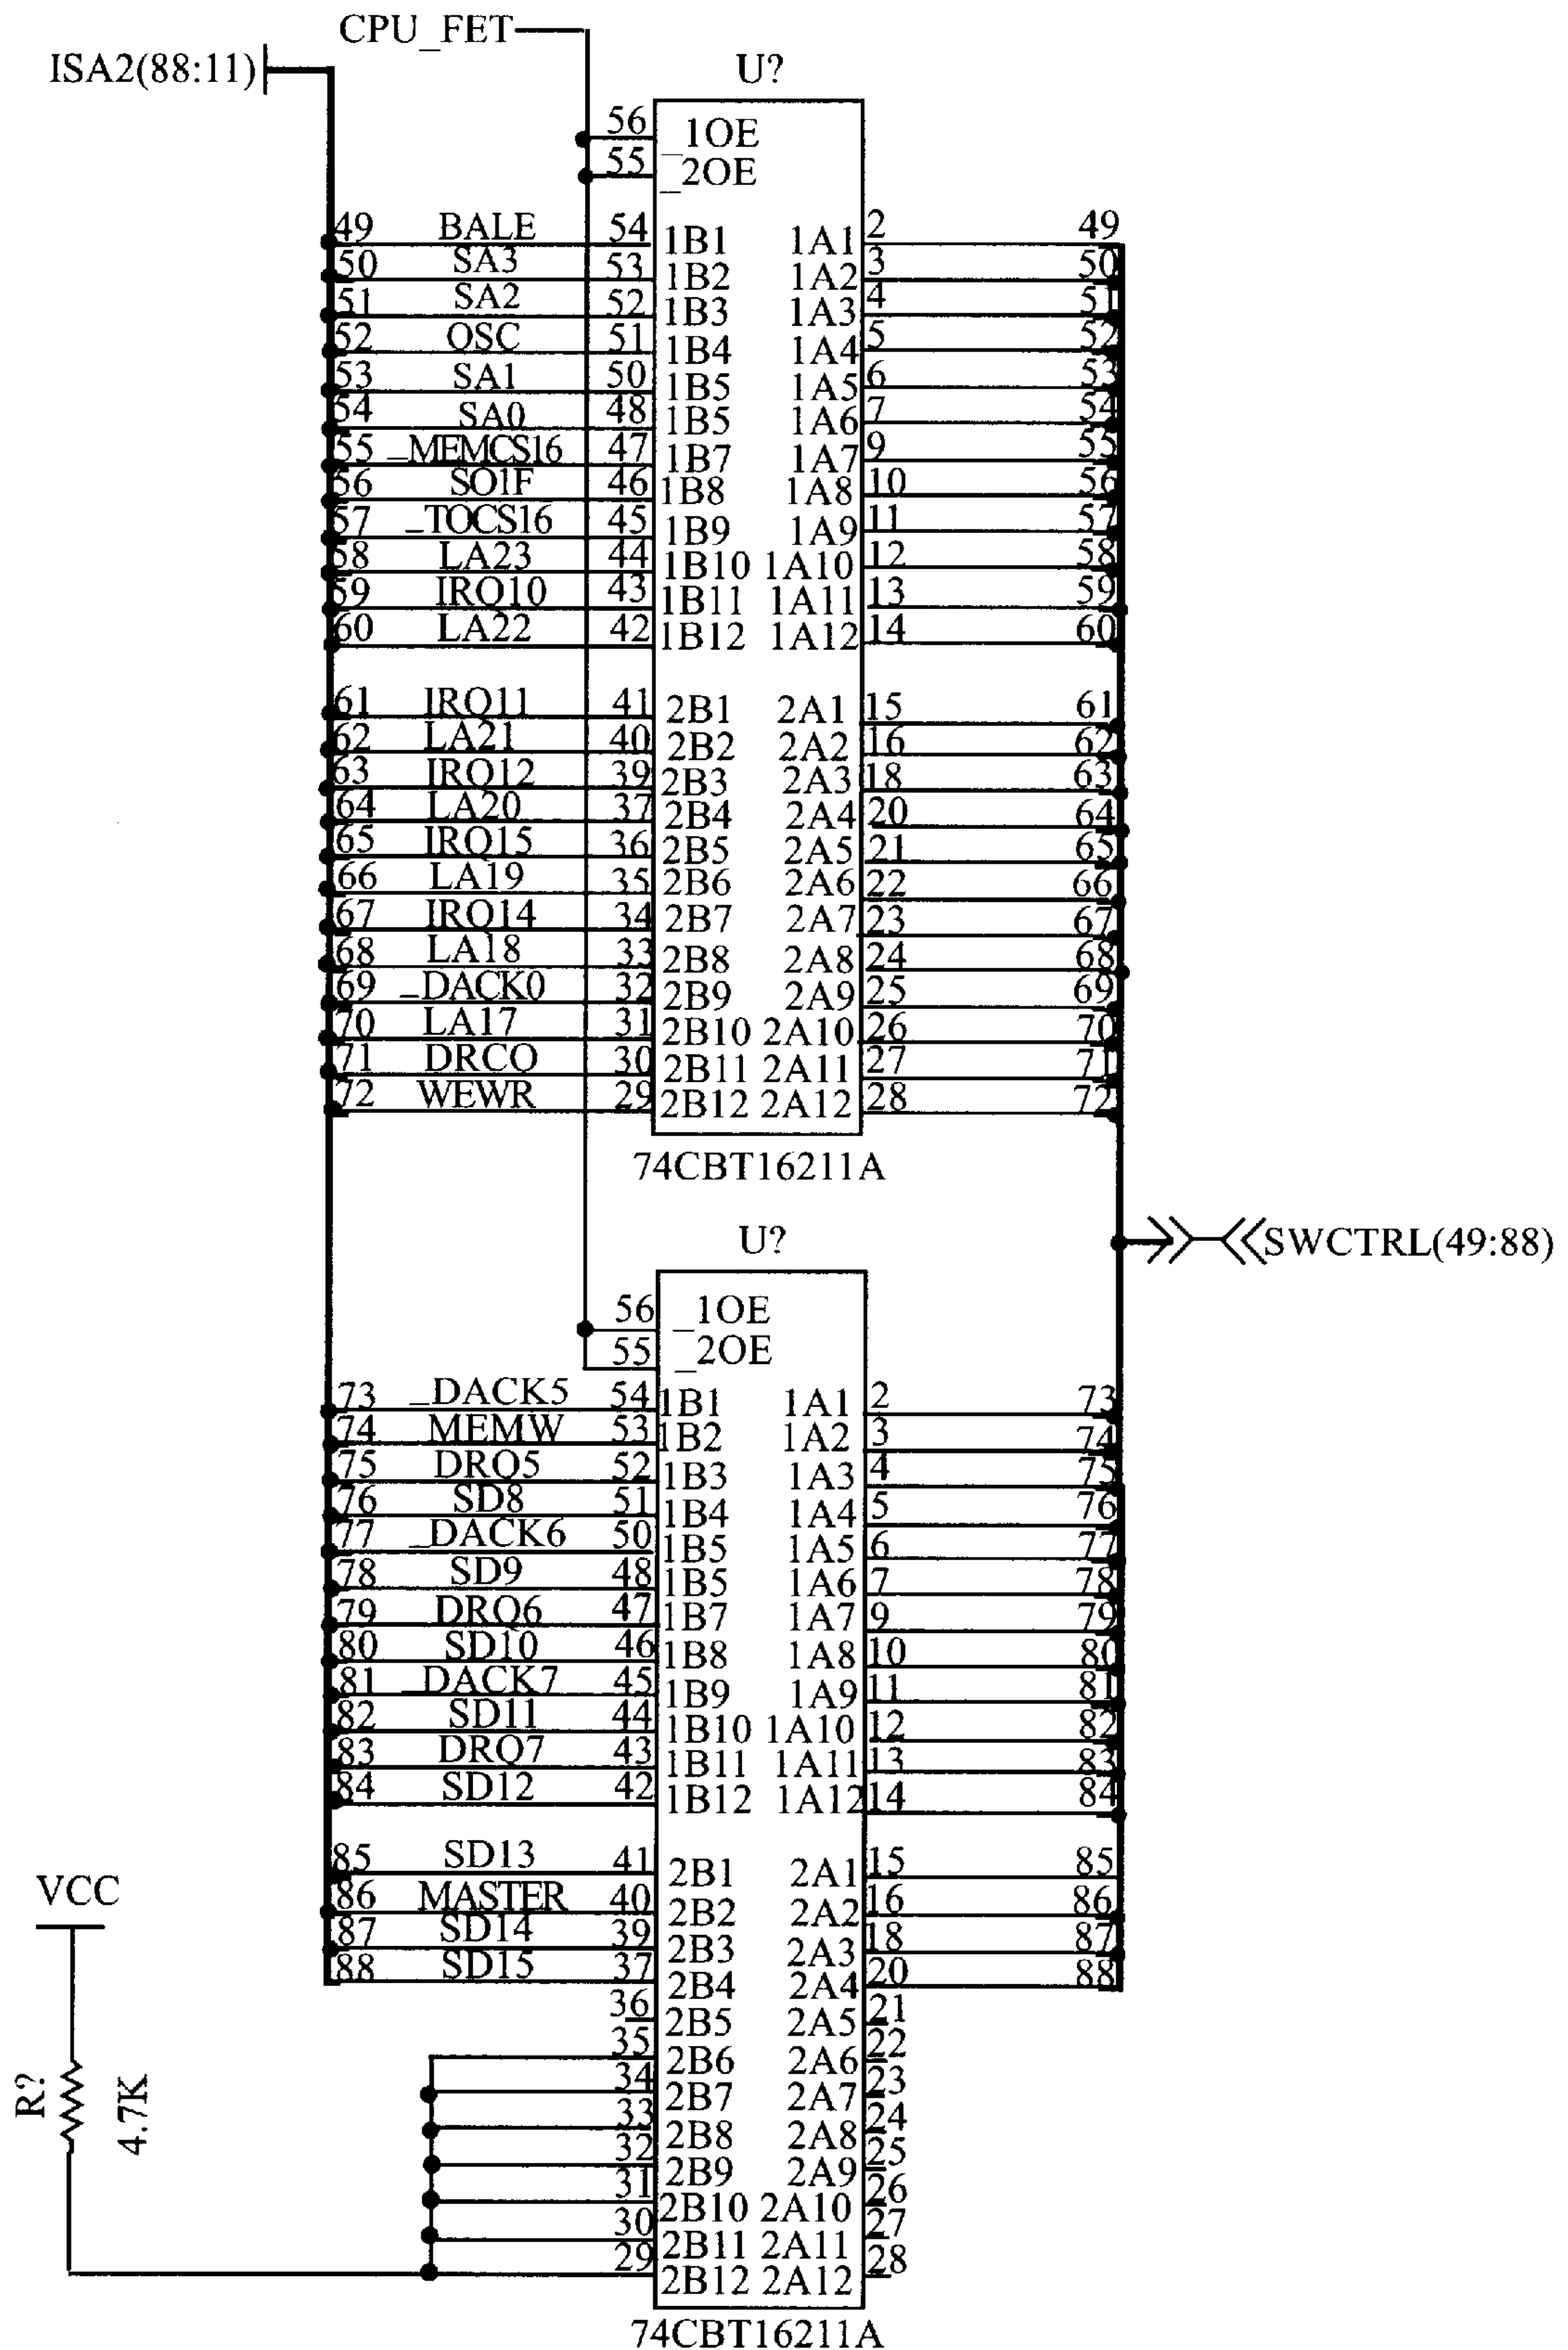 CPU_FET
ISA2(88:11)
U?
56 _1OE
55 _2OE
49 BALE 54 1B1 1A1 2 49
50 SA3 53 1B2 1A2 3 50
51 SA2 52 1B3 1A3 4 51
52 OSC 51 1B4 1A4 5 52
53 SA1 50 1B5 1A5 6 53
54 SA0 48 1B5 1A6 7 54
55 _MEMCS16 47 1B7 1A7 9 55
56 SO1F 46 1B8 1A8 10 56
57 _TOCS16 45 1B9 1A9 11 57
58 LA23 44 1B10 1A10 12 58
59 IRQ10 43 1B11 1A11 13 59
60 LA22 42 1B12 1A12 14 60
61 IRQ11 41 2B1 2A1 15 61
62 LA21 40 2B2 2A2 16 62
63 IRQ12 39 2B3 2A3 18 63
64 LA20 37 2B4 2A4 20 64
65 IRQ15 36 2B5 2A5 21 65
66 LA19 35 2B6 2A6 22 66
67 IRQ14 34 2B7 2A7 23 67
68 LA18 33 2B8 2A8 24 68
69 _DACK0 32 2B9 2A9 25 69
70 LA17 31 2B10 2A10 26 70
71 DRCO 30 2B11 2A11 27 71
72 WEWR 29 2B12 2A12 28 72
74CBT16211A
U?
SWCTRL(49:88)
56 _1OE
55 _2OE
73 _DACK5 54 1B1 1A1 2 73
74 MEMW 53 1B2 1A2 3 74
75 DRQ5 52 1B3 1A3 4 75
76 SD8 51 1B4 1A4 5 76
77 _DACK6 50 1B5 1A5 6 77
78 SD9 48 1B5 1A6 7 78
79 DRQ6 47 1B7 1A7 9 79
80 SD10 46 1B8 1A8 10 80
81 _DACK7 45 1B9 1A9 11 81
82 SD11 44 1B10 1A10 12 82
83 DRQ7 43 1B11 1A11 13 83
84 SD12 42 1B12 1A12 14 84
85 SD13 41 2B1 2A1 15 85
VCC
86 MASTER 40 2B2 2A2 16 86
87 SD14 39 2B3 2A3 18 87
88 SD15 37 2B4 2A4 20 88
36 2B5 2A5 21
35 2B6 2A6 22
34 2B7 2A7 23
33 2B8 2A8 24
32 2B9 2A9 25
31 2B10 2A10 26
30 2B11 2A11 27
29 2B12 2A12 28
R?
4.7K
74CBT16211A